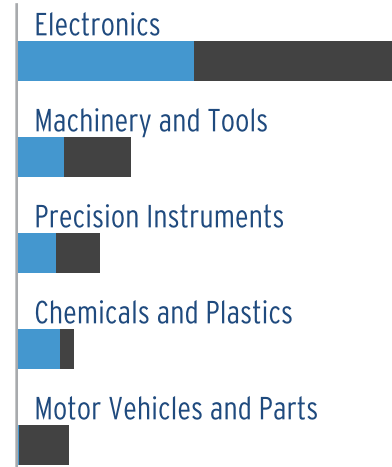 Electronics
Machinery and Tools
Precision Instruments
Chemicals and Plastics
Motor Vehicles and Parts